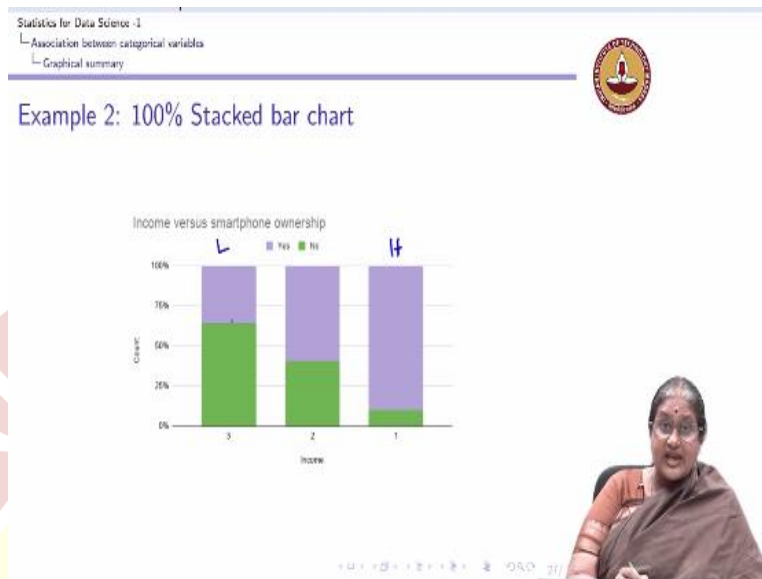 Statistics for Data Science -1
Association between categorical variables
Graphical summary
Example 2: 100% Stacked bar chart
Income versus smartphone ownership
L
Yes No
H
100%
75%
50%
25%
0%
Count
3 2 1
Income